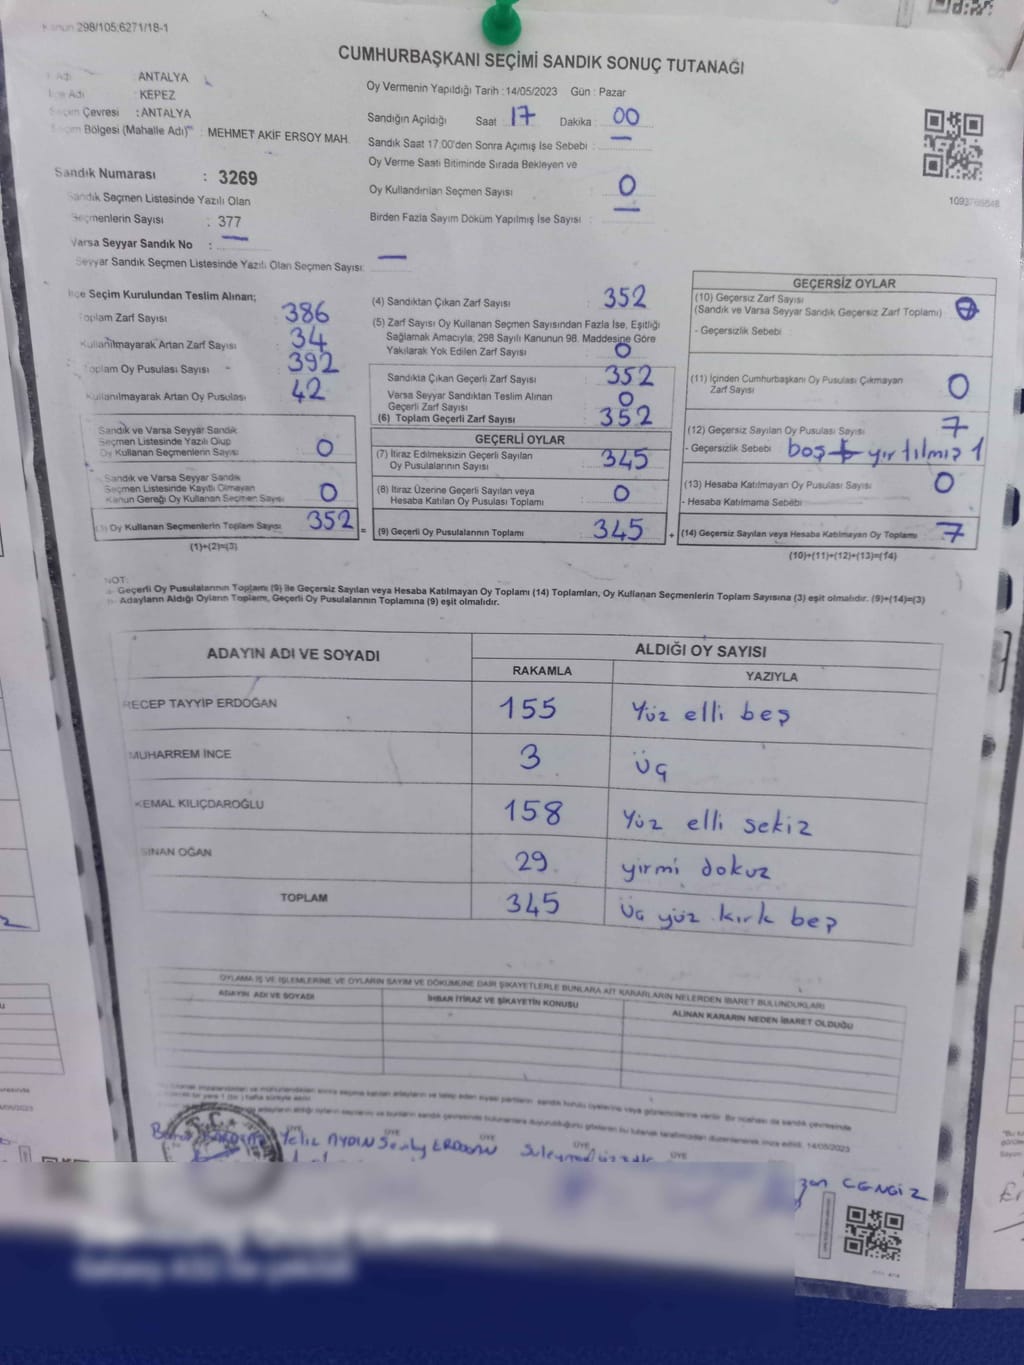 Kanun 298/105;6271/18-1
CUMHURBAŞKANI SEÇİMİ SANDIK SONUÇ TUTANAĞI
Adı : ANTALYA
İlçe Adı : KEPEZ
Seçim Çevresi : ANTALYA
Seçim Bölgesi (Mahalle Adı) : MEHMET AKİF ERSOY MAH.
Sandık Numarası : 3269
Sandık Seçmen Listesinde Yazılı Olan
Seçmenlerin Sayısı : 377
Varsa Seyyar Sandık No : —
Seyyar Sandık Seçmen Listesinde Yazılı Olan Seçmen Sayısı: —
Oy Vermenin Yapıldığı Tarih :14/05/2023 Gün : Pazar
Sandığın Açıldığı Saat 17 Dakika : 00
Sandık Saat 17.00'den Sonra Açımış İse Sebebi : —
Oy Verme Saati Bitiminde Sırada Bekleyen ve
Oy Kullandırılan Seçmen Sayısı : 0
Birden Fazla Sayım Döküm Yapılmış İse Sayısı : —
İlçe Seçim Kurulundan Teslim Alınan;
Toplam Zarf Sayısı : 386
Kullanılmayarak Artan Zarf Sayısı : 34
Toplam Oy Pusulası Sayısı : 392
Kullanılmayarak Artan Oy Pusulası : 42
Sandık ve Varsa Seyyar Sandık
Seçmen Listesinde Yazılı Olup
Oy Kullanan Seçmenlerin Sayısı : 0
Sandık ve Varsa Seyyar Sandık
Seçmen Listesinde Kayıtlı Olmayan
Kanun Gereği Oy Kullanan Seçmen Sayısı : 0
(3) Oy Kullanan Seçmenlerin Toplam Sayısı : 352 =
(1)+(2)=(3)
(4) Sandıktan Çıkan Zarf Sayısı : 352
(5) Zarf Sayısı Oy Kullanan Seçmen Sayısından Fazla İse, Eşitliği
Sağlamak Amacıyla; 298 Sayılı Kanunun 98. Maddesine Göre
Yakılarak Yok Edilen Zarf Sayısı : 0
Sandıkta Çıkan Geçerli Zarf Sayısı : 352
Varsa Seyyar Sandıktan Teslim Alınan
Geçerli Zarf Sayısı : 0
(6) Toplam Geçerli Zarf Sayısı : 352
GEÇERLİ OYLAR
(7) İtiraz Edilmeksizin Geçerli Sayılan
Oy Pusulalarının Sayısı : 345
(8) İtiraz Üzerine Geçerli Sayılan veya
Hesaba Katılan Oy Pusulası Toplamı : 0
(9) Geçerli Oy Pusulalarının Toplamı : 345 +
GEÇERSİZ OYLAR
(10) Geçersiz Zarf Sayısı
(Sandık ve Varsa Seyyar Sandık Geçersiz Zarf Toplamı) :
- Geçersizlik Sebebi :
(11) İçinden Cumhurbaşkanı Oy Pusulası Çıkmayan
Zarf Sayısı : 0
(12) Geçersiz Sayılan Oy Pusulası Sayısı : 7
- Geçersizlik Sebebi : boş yırtılmış 1
(13) Hesaba Katılmayan Oy Pusulası Sayısı : 0
- Hesaba Katılmama Sebebi :
(14) Geçersiz Sayılan veya Hesaba Katılmayan Oy Toplamı : 7
(10)+(11)+(12)+(13)=(14)
NOT:
Geçerli Oy Pusulalarının Toplamı (9) ile Geçersiz Sayılan veya Hesaba Katılmayan Oy Toplamı (14) Toplamları, Oy Kullanan Seçmenlerin Toplam Sayısına (3) eşit olmalıdır. (9)+(14)=(3)
Adayların Aldığı Oyların Toplamı, Geçerli Oy Pusulalarının Toplamına (9) eşit olmalıdır.
ADAYIN ADI VE SOYADI ALDIĞI OY SAYISI
RAKAMLA YAZIYLA
RECEP TAYYİP ERDOĞAN 155 Yüz elli beş
MUHARREM İNCE 3 Üç
KEMAL KILIÇDAROĞLU 158 Yüz elli sekiz
SİNAN OĞAN 29 yirmi dokuz
TOPLAM 345 Üç yüz kırk beş
OYLAMA İŞ VE İŞLEMLERİNE VE OYLARIN SAYIM VE DÖKÜMÜNE DAİR ŞİKAYETLERLE BUNLARA AİT KARARLARIN NELERDEN İBARET BULUNDUKLARI
ADAYIN ADI VE SOYADI İHBAR İTİRAZ VE ŞİKAYETİN KONUSU ALINAN KARARIN NEDEN İBARET OLDUĞU
14/05/2023
ÜYE ÜYE ÜYE ÜYE
Yeliz AYDIN
CENGİZ